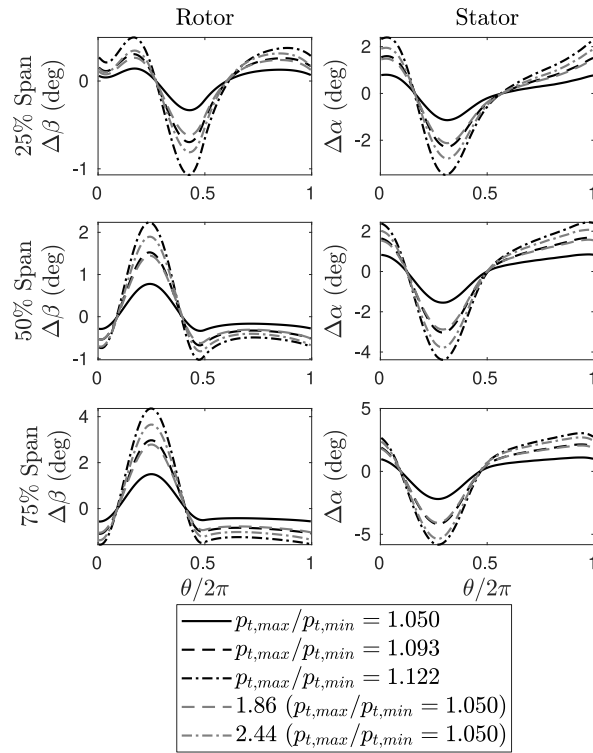 Rotor
Stator
25% Span
Δβ (deg)
0
-1
0
0.5
1
Δα (deg)
2
0
-2
0
0.5
1
50% Span
Δβ (deg)
2
1
0
-1
0
0.5
1
Δα (deg)
2
0
-2
-4
0
0.5
1
75% Span
Δβ (deg)
4
2
0
0
0.5
1
θ/2π
Δα (deg)
5
0
-5
0
0.5
1
θ/2π
p_{t,max}/p_{t,min} = 1.050
p_{t,max}/p_{t,min} = 1.093
p_{t,max}/p_{t,min} = 1.122
1.86 (p_{t,max}/p_{t,min} = 1.050)
2.44 (p_{t,max}/p_{t,min} = 1.050)